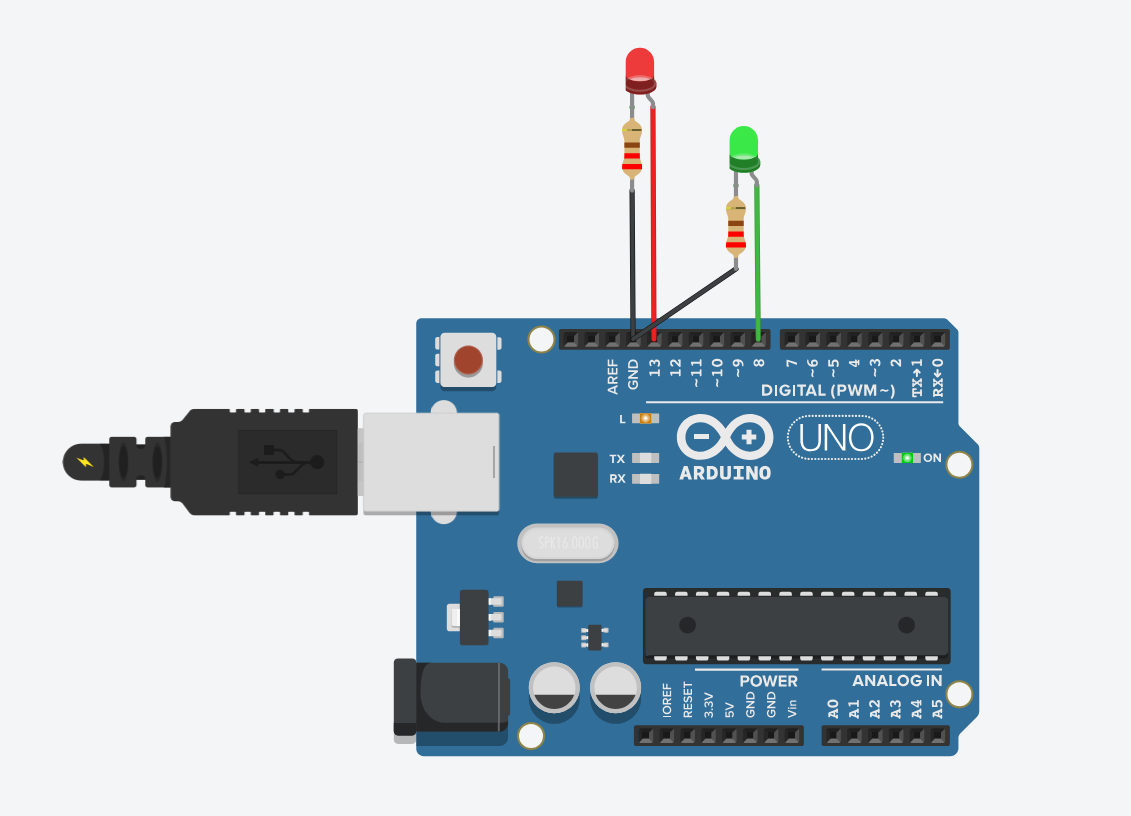 AREF
GND
13
12
~11
~10
~9
8
7
~6
~5
4
~3
2
TX→1
RX←0
DIGITAL (PWM~)
L
TX
RX
ARDUINO
UNO
ON
SPK16.000G
POWER
ANALOG IN
IOREF
RESET
3.3V
5V
GND
GND
Vin
A0
A1
A2
A3
A4
A5